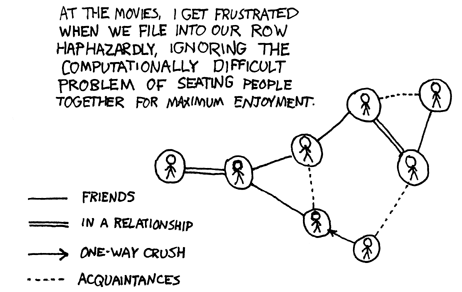 AT THE MOVIES, I GET FRUSTRATED
WHEN WE FILE INTO OUR ROW
HAPHAZARDLY, IGNORING THE
COMPUTATIONALLY DIFFICULT
PROBLEM OF SEATING PEOPLE
TOGETHER FOR MAXIMUM ENJOYMENT.
FRIENDS
IN A RELATIONSHIP
ONE-WAY CRUSH
ACQUAINTANCES